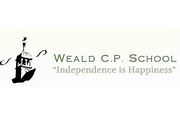 WEALD C.P. SCHOOL
"Independence is Happiness"